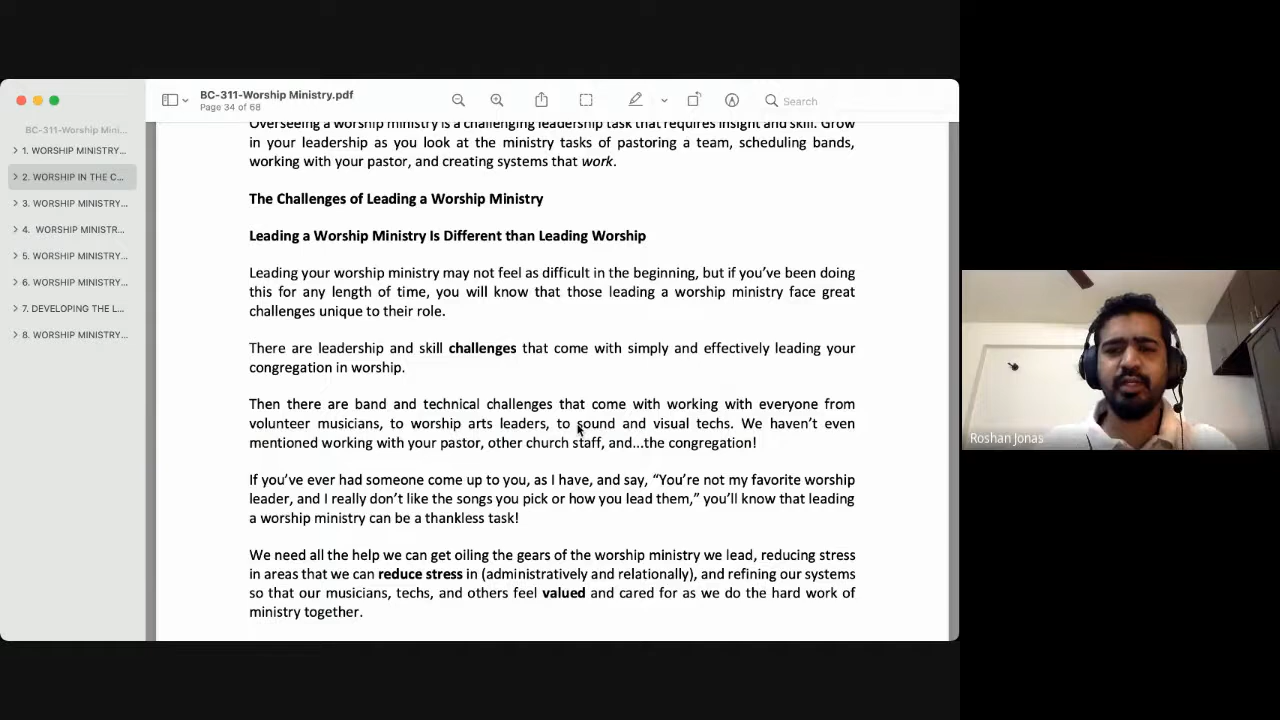 BC-311-Worship Ministry.pdf
Page 34 of 68
Search
BC-311-Worship Mini...
1. WORSHIP MINISTRY...
2. WORSHIP IN THE C...
3. WORSHIP MINISTRY...
4. WORSHIP MINISTR...
5. WORSHIP MINISTRY...
6. WORSHIP MINISTRY...
7. DEVELOPING THE L...
8. WORSHIP MINISTRY...
Overseeing a worship ministry is a challenging leadership task that requires insight and skill. Grow
in your leadership as you look at the ministry tasks of pastoring a team, scheduling bands,
working with your pastor, and creating systems that work.
The Challenges of Leading a Worship Ministry
Leading a Worship Ministry Is Different than Leading Worship
Leading your worship ministry may not feel as difficult in the beginning, but if you've been doing
this for any length of time, you will know that those leading a worship ministry face great
challenges unique to their role.
There are leadership and skill challenges that come with simply and effectively leading your
congregation in worship.
Then there are band and technical challenges that come with working with everyone from
volunteer musicians, to worship arts leaders, to sound and visual techs. We haven't even
mentioned working with your pastor, other church staff, and...the congregation!
If you've ever had someone come up to you, as I have, and say, "You're not my favorite worship
leader, and I really don't like the songs you pick or how you lead them," you'll know that leading
a worship ministry can be a thankless task!
We need all the help we can get oiling the gears of the worship ministry we lead, reducing stress
in areas that we can reduce stress in (administratively and relationally), and refining our systems
so that our musicians, techs, and others feel valued and cared for as we do the hard work of
ministry together.
Roshan Jonas